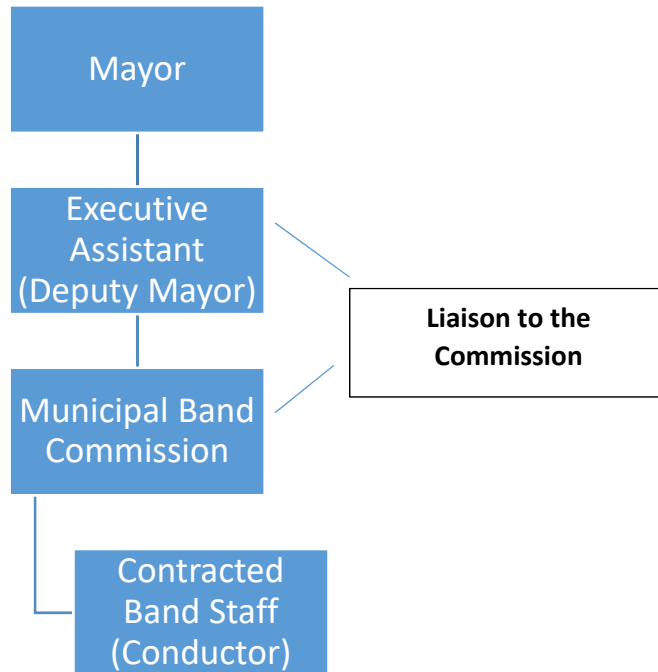 Mayor
Executive
Assistant
(Deputy Mayor)
Liaison to the
Commission
Municipal Band
Commission
Contracted
Band Staff
(Conductor)